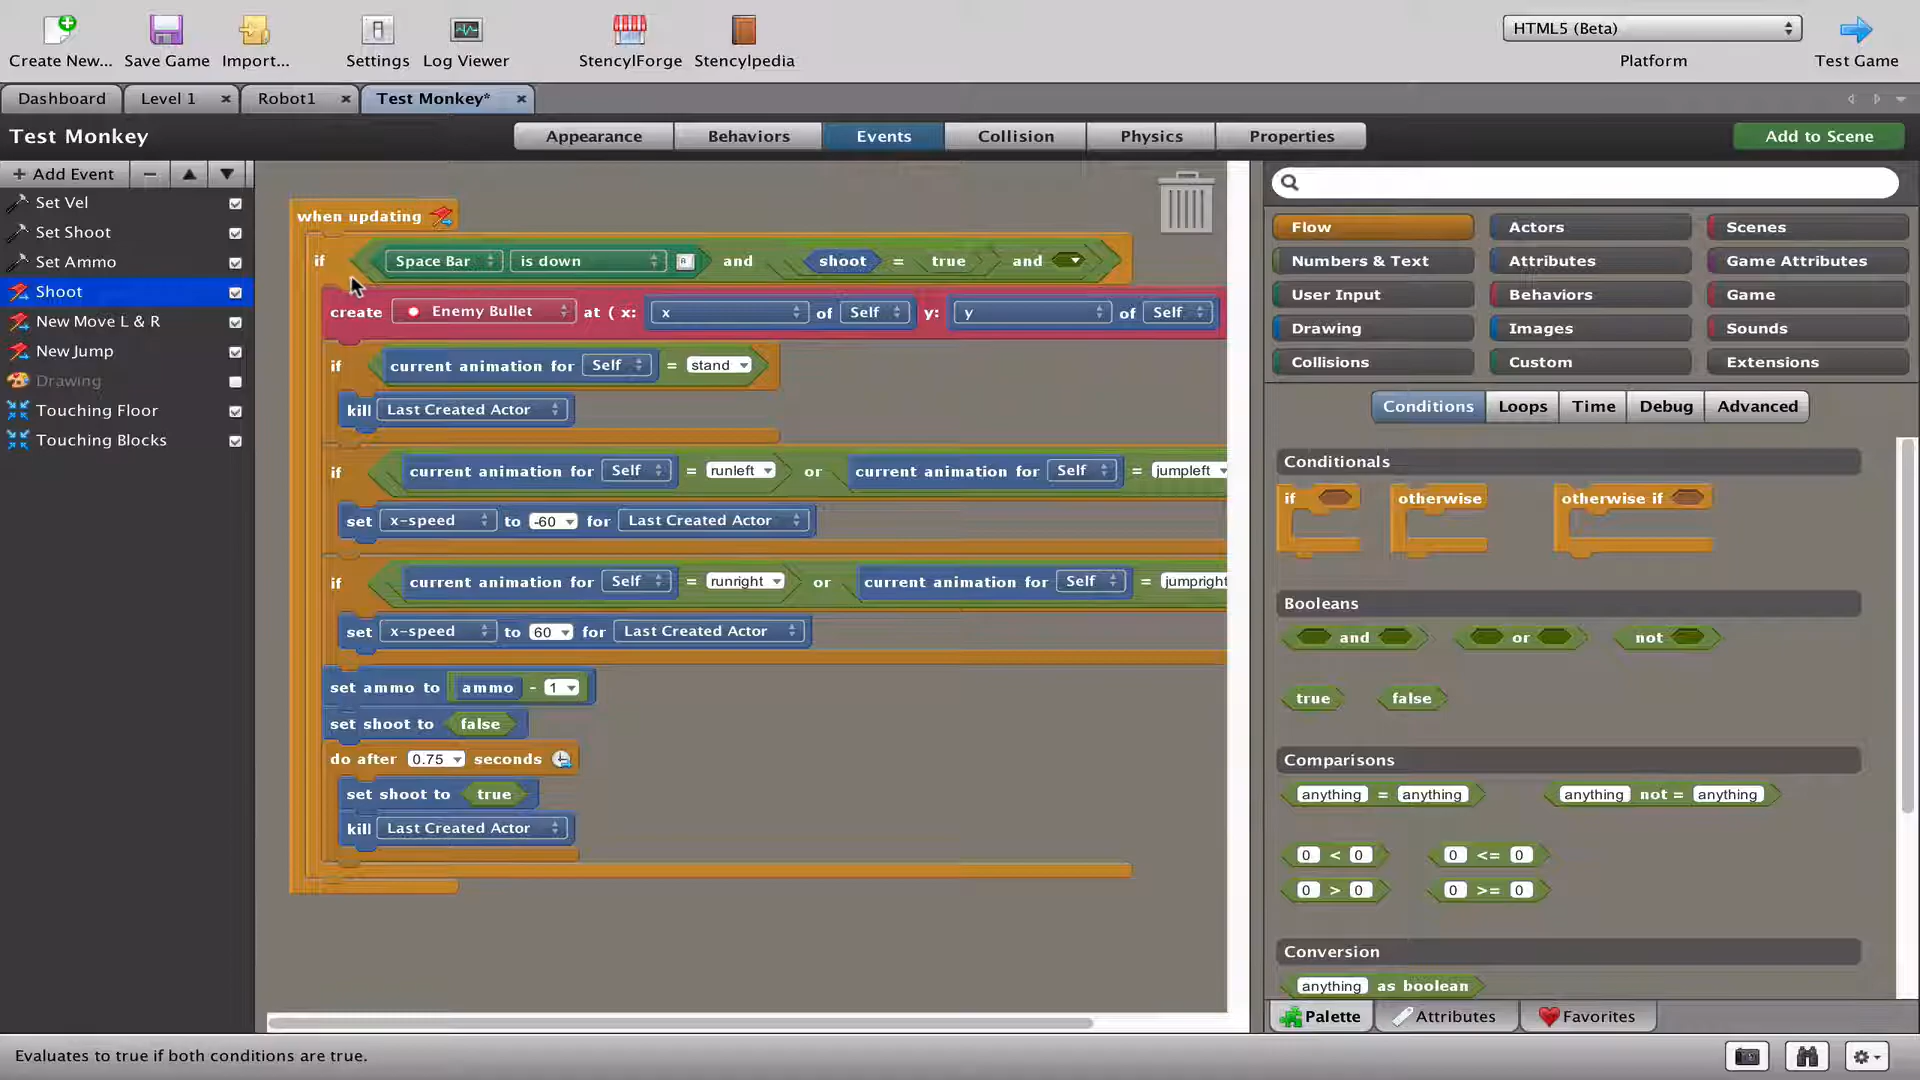 Create New... Save Game Import... Settings Log Viewer StencylForge Stencylpedia HTML5 (Beta) Platform Test Game
Dashboard Level 1 Robot1 Test Monkey*
Test Monkey Appearance Behaviors Events Collision Physics Properties Add to Scene
+ Add Event
Set Vel
Set Shoot
Set Ammo
Shoot
New Move L & R
New Jump
Drawing
Touching Floor
Touching Blocks
when updating
if Space Bar is down and shoot = true and
create Enemy Bullet at ( x: x of Self y: y of Self
if current animation for Self = stand
kill Last Created Actor
if current animation for Self = runleft or current animation for Self = jumpleft
set x-speed to -60 for Last Created Actor
if current animation for Self = runright or current animation for Self = jumpright
set x-speed to 60 for Last Created Actor
set ammo to ammo - 1
set shoot to false
do after 0.75 seconds
set shoot to true
kill Last Created Actor
Flow Actors Scenes
Numbers & Text Attributes Game Attributes
User Input Behaviors Game
Drawing Images Sounds
Collisions Custom Extensions
Conditions Loops Time Debug Advanced
Conditionals
if otherwise otherwise if
Booleans
and or not
true false
Comparisons
anything = anything anything not = anything
0 < 0 0 <= 0
0 > 0 0 >= 0
Conversion
anything as boolean
Palette Attributes Favorites
Evaluates to true if both conditions are true.